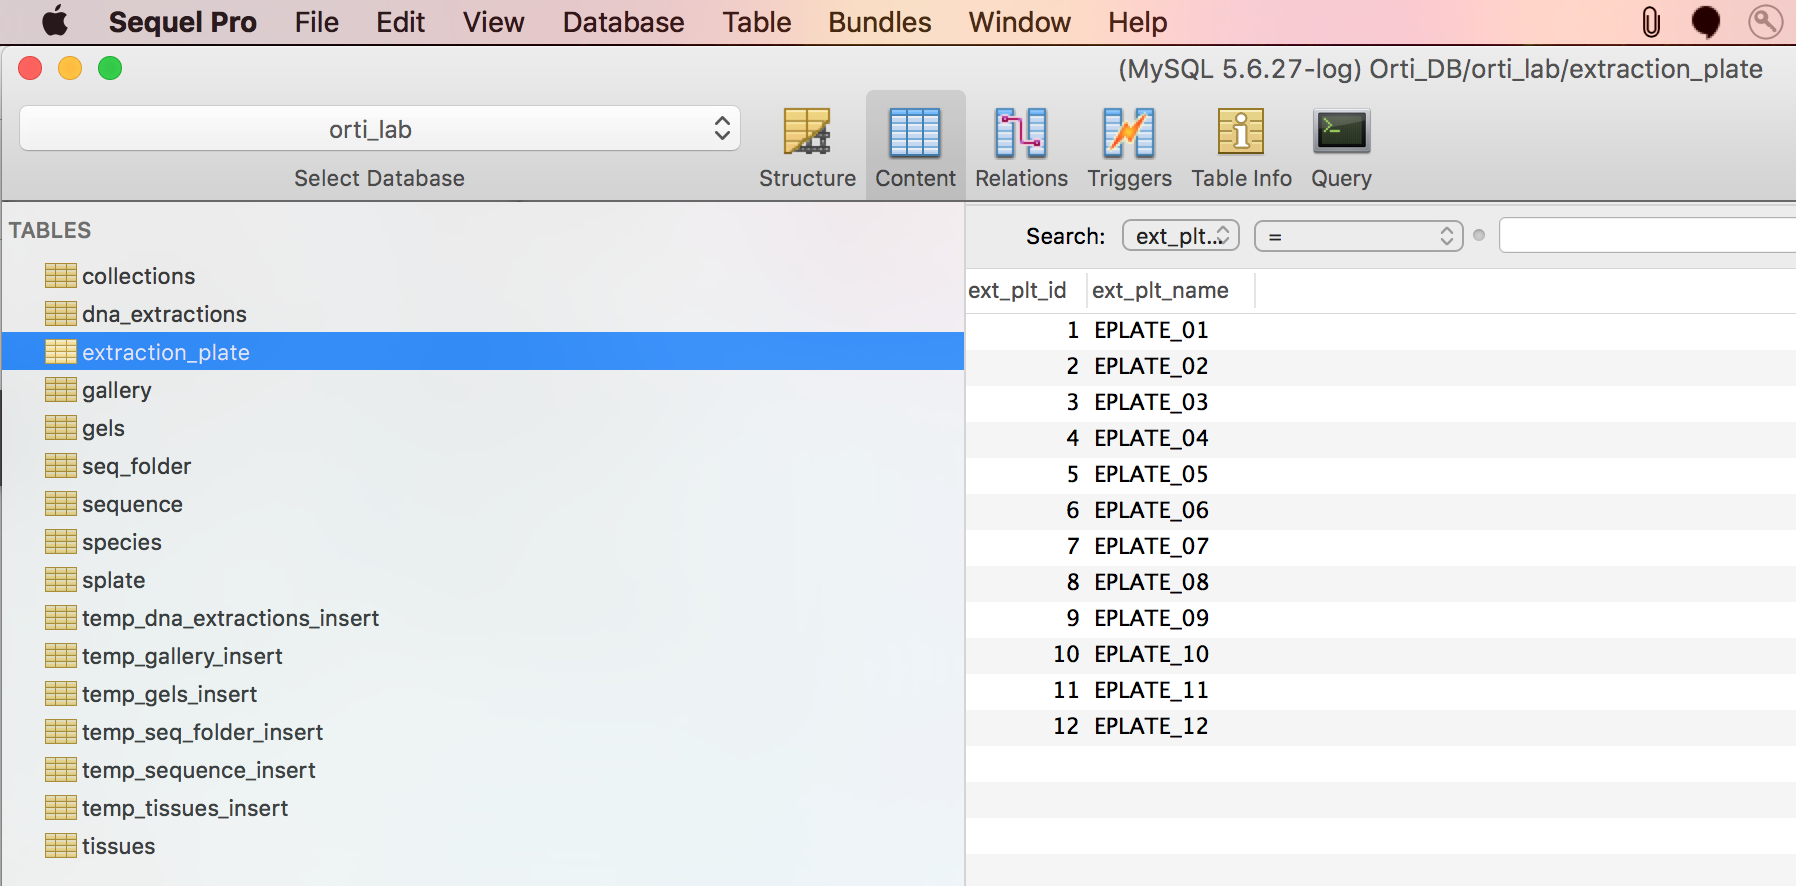 Sequel Pro File Edit View Database Table Bundles Window Help
(MySQL 5.6.27-log) Orti_DB/orti_lab/extraction_plate
orti_lab
Select Database
Structure Content Relations Triggers Table Info Query
TABLES
collections
dna_extractions
extraction_plate
gallery
gels
seq_folder
sequence
species
splate
temp_dna_extractions_insert
temp_gallery_insert
temp_gels_insert
temp_seq_folder_insert
temp_sequence_insert
temp_tissues_insert
tissues
Search: ext_plt... =
ext_plt_id ext_plt_name
1 EPLATE_01
2 EPLATE_02
3 EPLATE_03
4 EPLATE_04
5 EPLATE_05
6 EPLATE_06
7 EPLATE_07
8 EPLATE_08
9 EPLATE_09
10 EPLATE_10
11 EPLATE_11
12 EPLATE_12